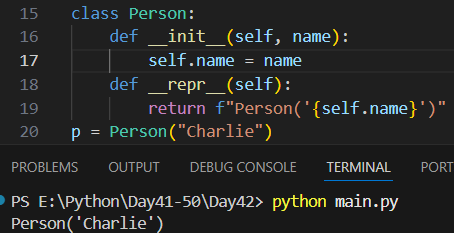 15 class Person:
16     def __init__(self, name):
17         self.name = name
18     def __repr__(self):
19         return f"Person('{self.name}')"
20 p = Person("Charlie")
PROBLEMS OUTPUT DEBUG CONSOLE TERMINAL PORT
PS E:\Python\Day41-50\Day42> python main.py
Person('Charlie')